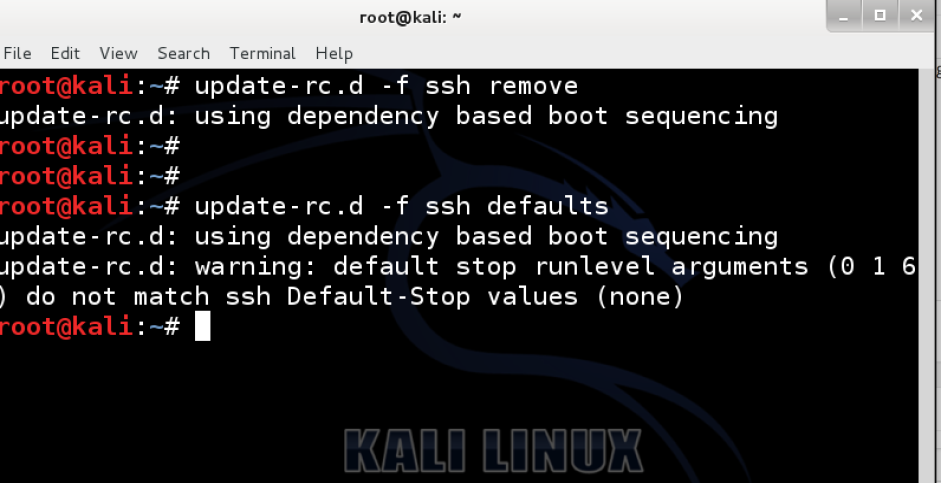 root@kali: ~
File Edit View Search Terminal Help
root@kali:~# update-rc.d -f ssh remove
update-rc.d: using dependency based boot sequencing
root@kali:~#
root@kali:~#
root@kali:~# update-rc.d -f ssh defaults
update-rc.d: using dependency based boot sequencing
update-rc.d: warning: default stop runlevel arguments (0 1 6
) do not match ssh Default-Stop values (none)
root@kali:~#
KALI LINUX